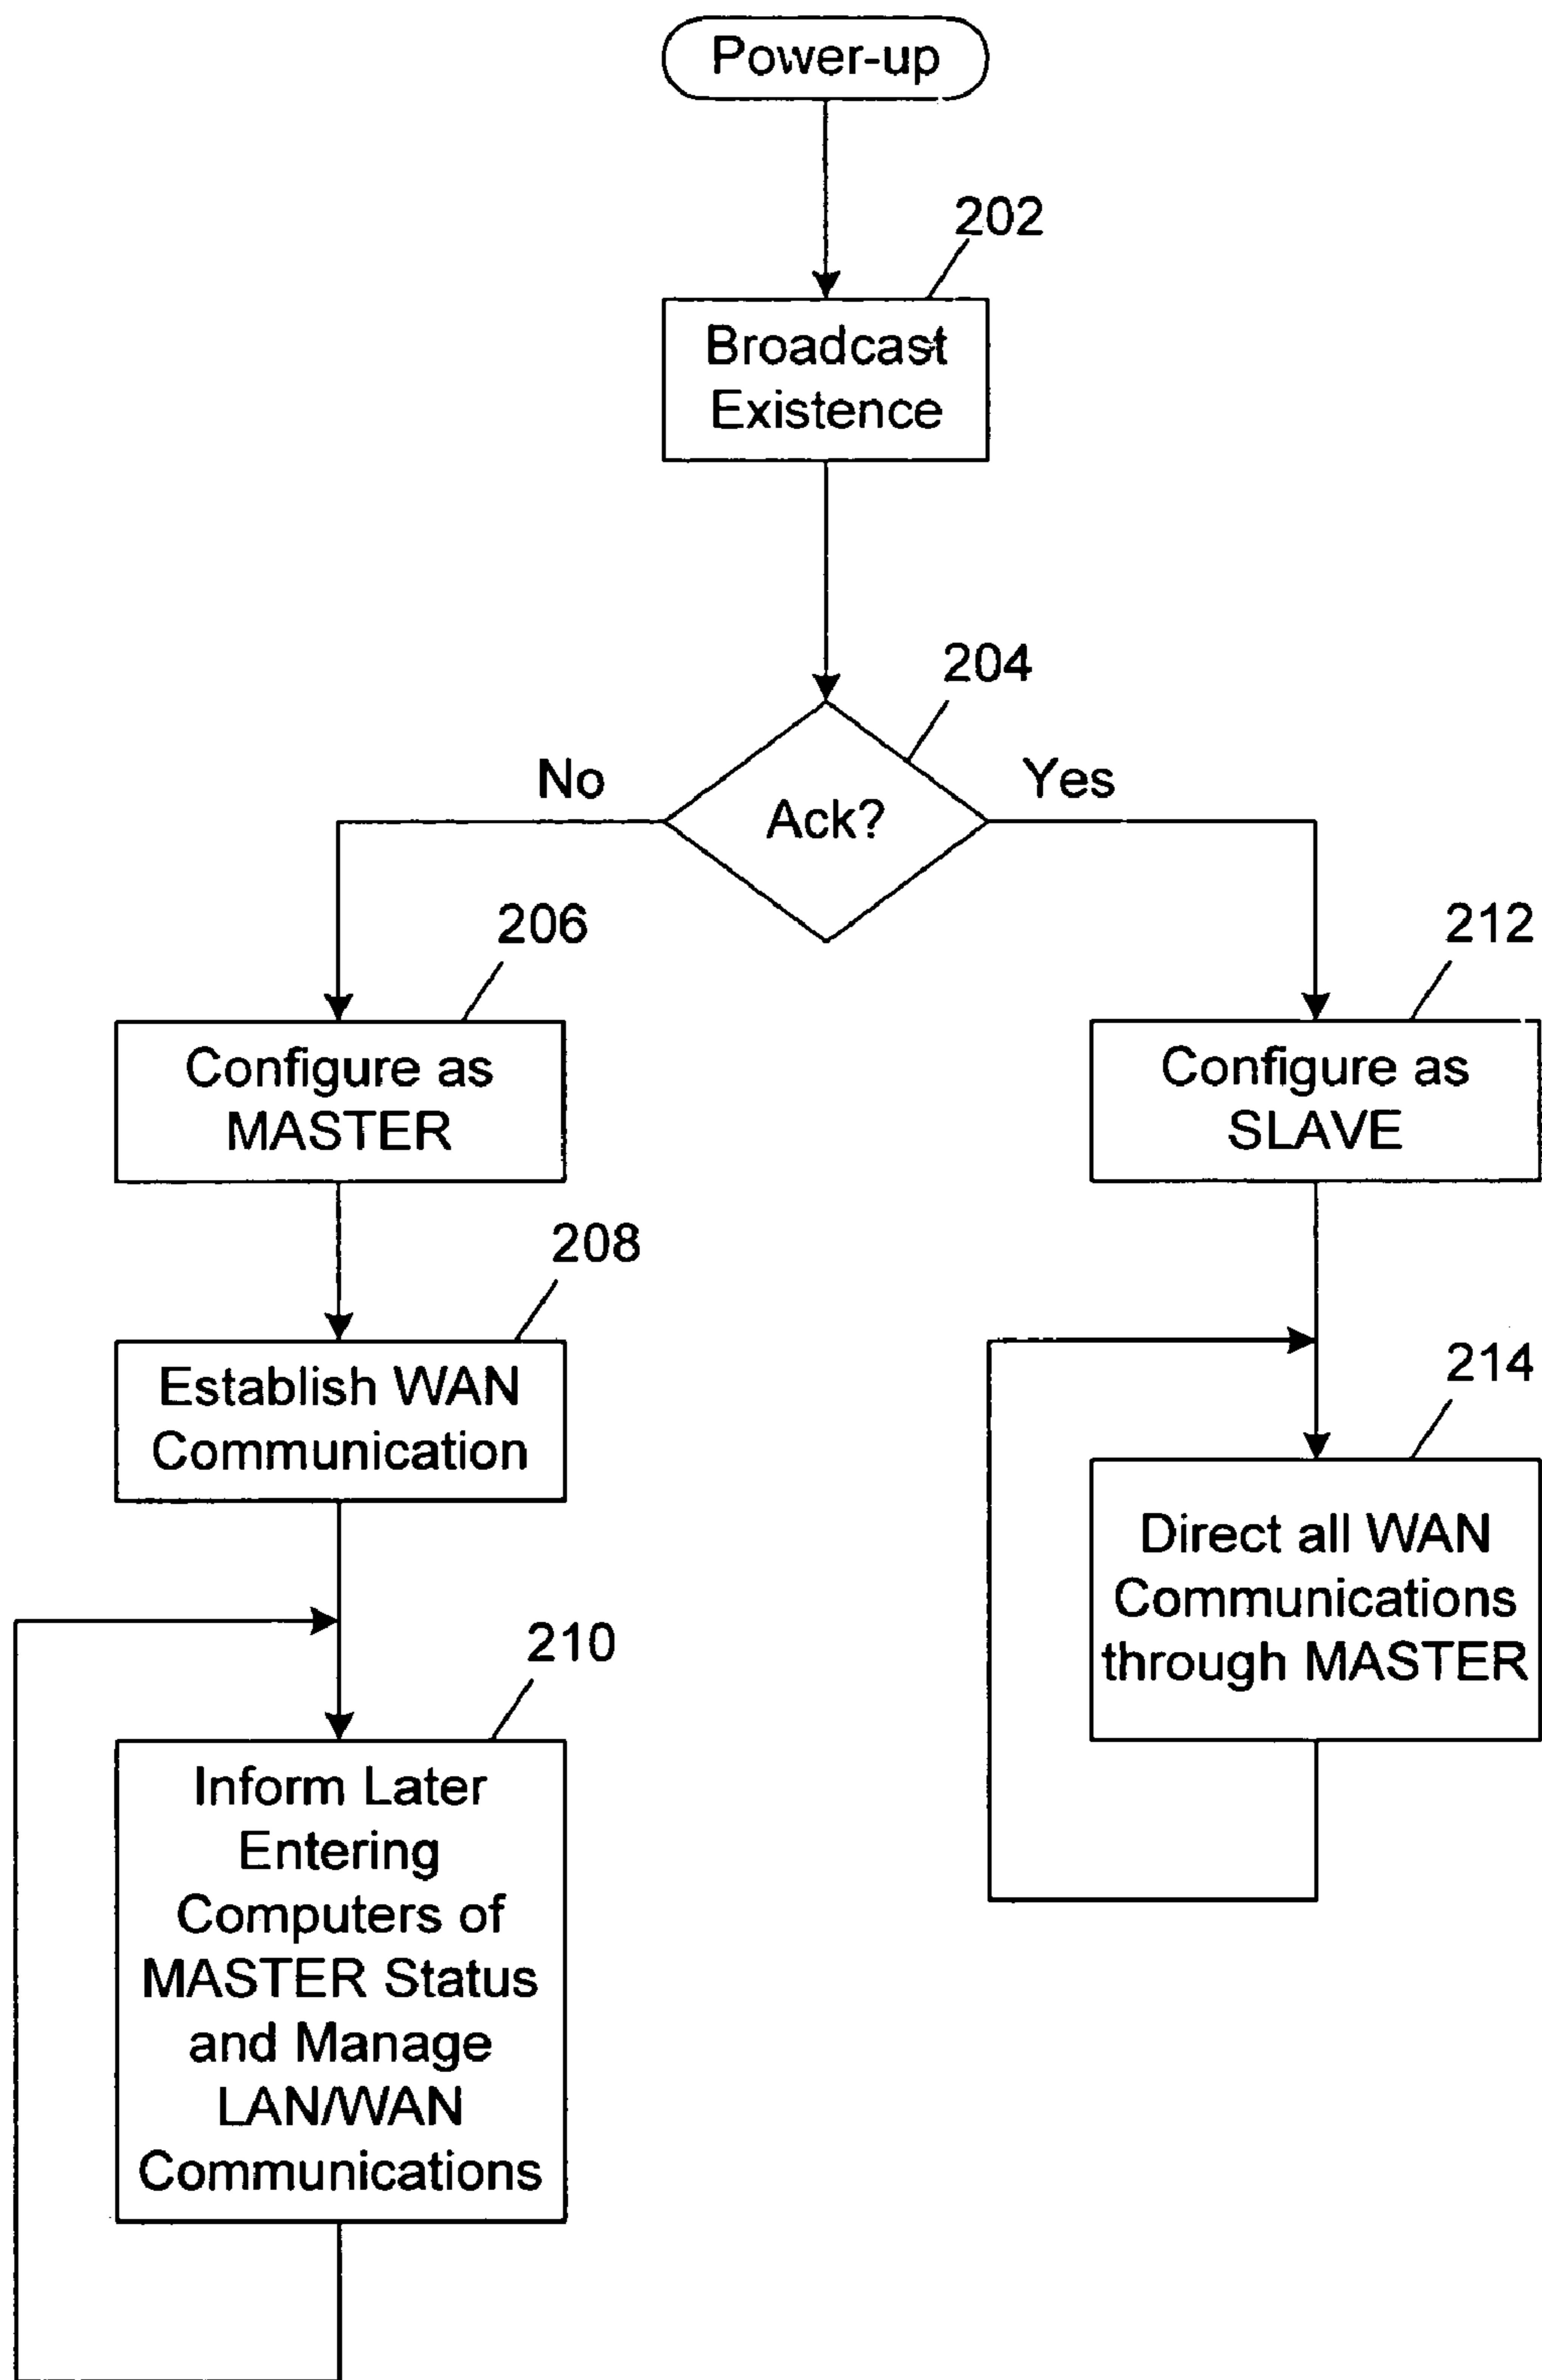 Power-up
202
Broadcast
Existence
204
No
Yes
Ack?
206
212
Configure as
MASTER
Configure as
SLAVE
208
Establish WAN
Communication
214
Direct all WAN
Communications
through MASTER
210
Inform Later
Entering
Computers of
MASTER Status
and Manage
LAN/WAN
Communications